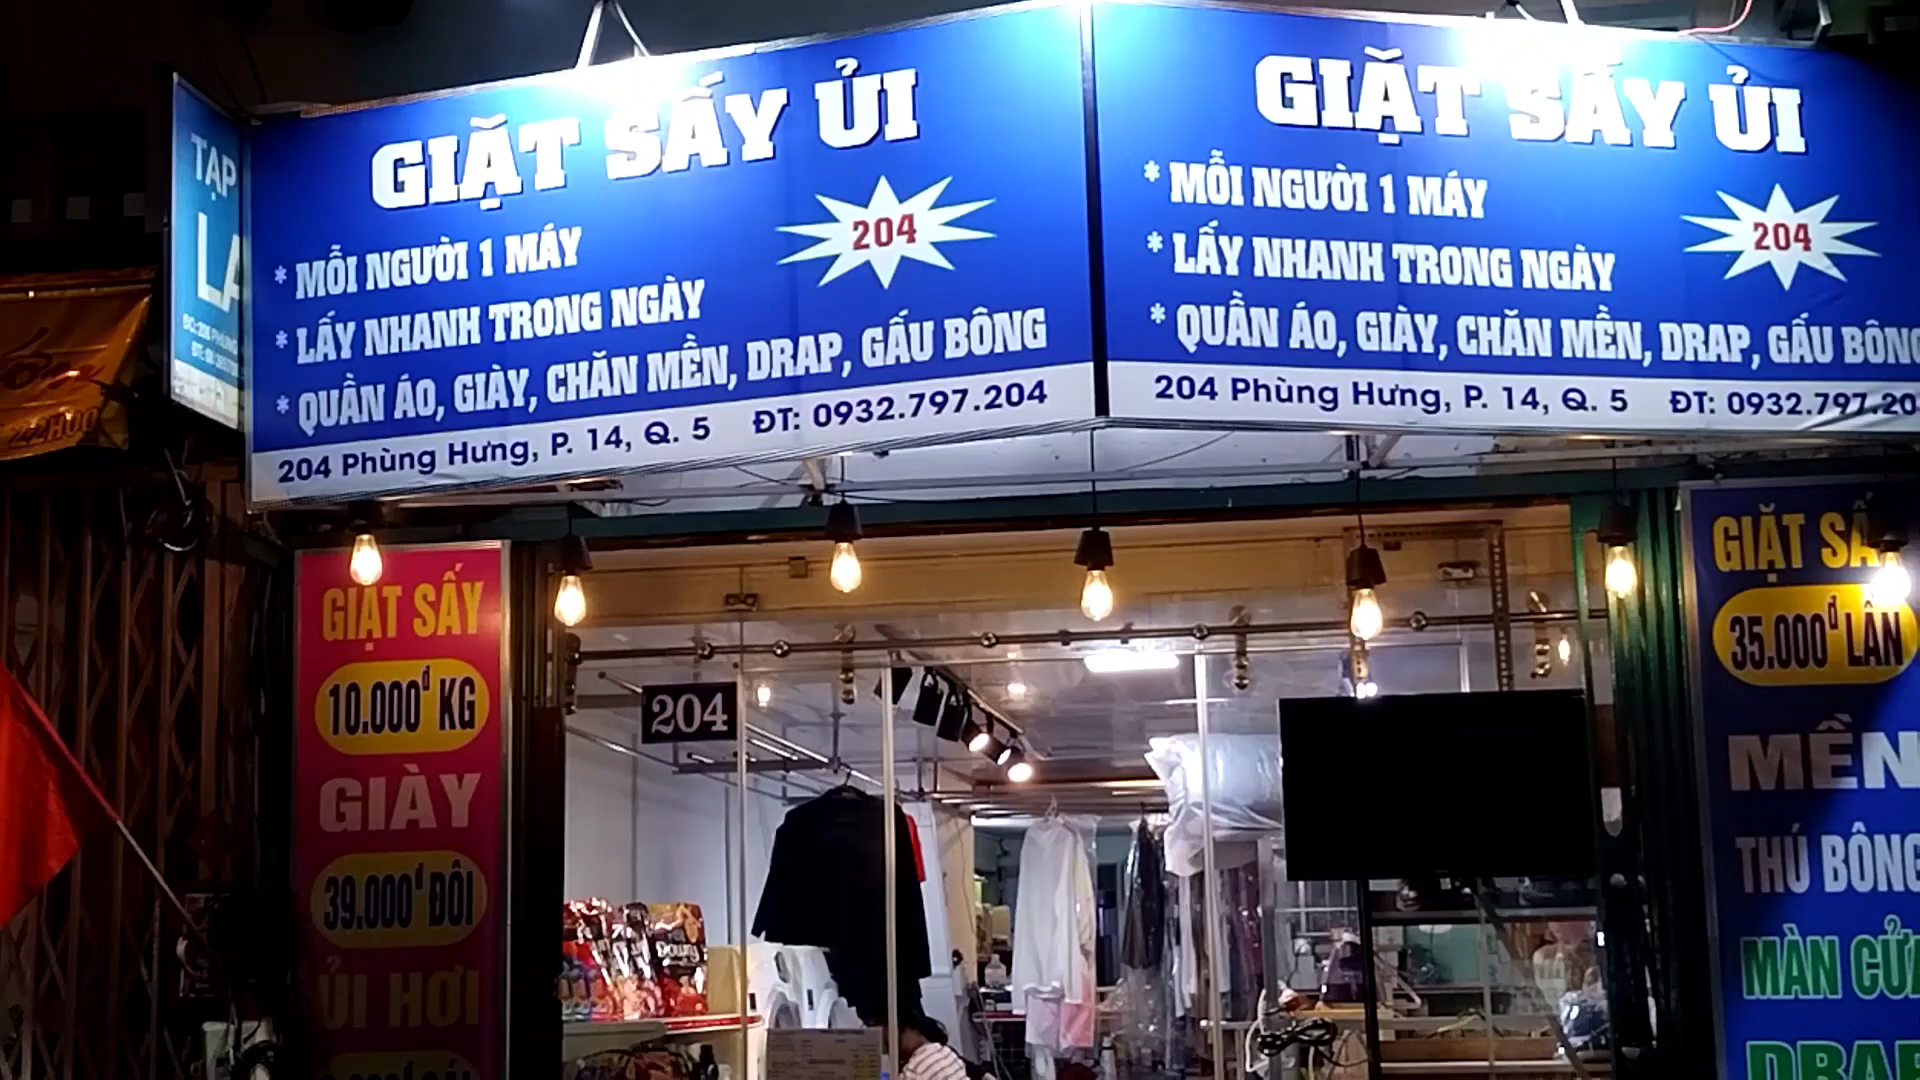 TẠP
LA
GIẶT SẤY ỦI
* MỖI NGƯỜI 1 MÁY
* LẤY NHANH TRONG NGÀY
* QUẦN ÁO, GIÀY, CHĂN MỀN, DRAP, GẤU BÔNG
204
204 Phùng Hưng, P. 14, Q. 5 ĐT: 0932.797.204
GIẶT SẤY ỦI
* MỖI NGƯỜI 1 MÁY
* LẤY NHANH TRONG NGÀY
* QUẦN ÁO, GIÀY, CHĂN MỀN, DRAP, GẤU BÔNG
204
204 Phùng Hưng, P. 14, Q. 5 ĐT: 0932.797.20
GIẶT SẤY
10.000đ KG
GIÀY
39.000đ ĐÔI
ỦI HƠI
204
Downy
GIẶT SẤ
35.000đ LẦN
MỀN
THÚ BÔNG
MÀN CỬ
DRAP